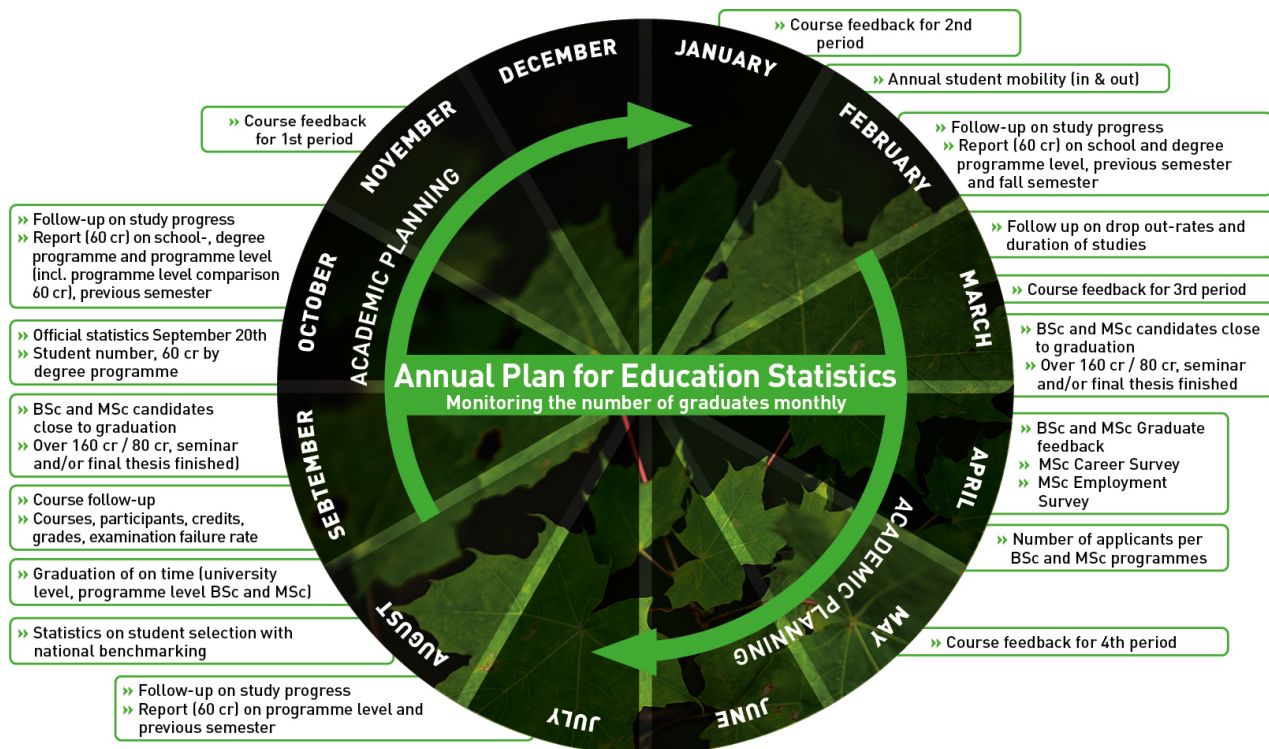 Annual Plan for Education Statistics
Monitoring the number of graduates monthly
JANUARY
FEBRUARY
MARCH
APRIL
MAY
JUNE
JULY
AUGUST
SEBTEMBER
OCTOBER
NOVEMBER
DECEMBER
ACADEMIC PLANNING
ACADEMIC PLANNING
» Course feedback for 2nd
period
» Annual student mobility (in & out)
» Follow-up on study progress
» Report (60 cr) on school and degree
programme level, previous semester
and fall semester
» Follow up on drop out-rates and
duration of studies
» Course feedback for 3rd period
» BSc and MSc candidates close
to graduation
» Over 160 cr / 80 cr, seminar
and/or final thesis finished
» BSc and MSc Graduate
feedback
» MSc Career Survey
» MSc Employment
Survey
» Number of applicants per
BSc and MSc programmes
» Course feedback for 4th period
» Follow-up on study progress
» Report (60 cr) on programme level and
previous semester
» Statistics on student selection with
national benchmarking
» Graduation of on time (university
level, programme level BSc and MSc)
» Course follow-up
» Courses, participants, credits,
grades, examination failure rate
» BSc and MSc candidates
close to graduation
» Over 160 cr / 80 cr, seminar
and/or final thesis finished)
» Official statistics September 20th
» Student number, 60 cr by
degree programme
» Follow-up on study progress
» Report (60 cr) on school-, degree
programme and programme level
(incl. programme level comparison
60 cr), previous semester
» Course feedback
for 1st period